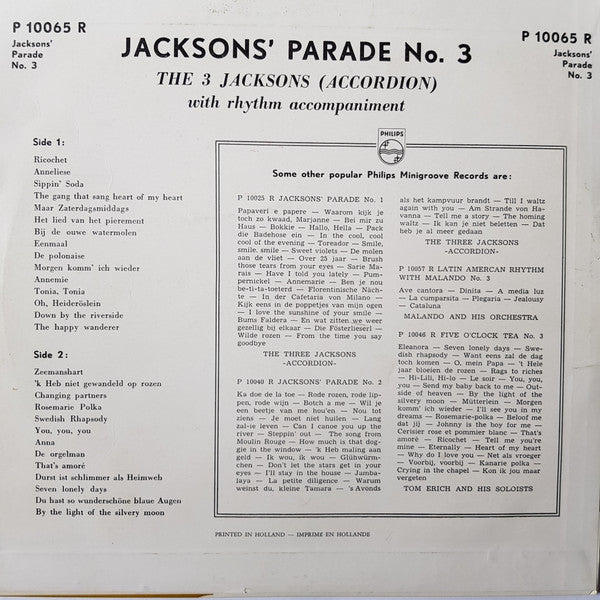 P 10065 R
Jacksons'
Parade
No. 3
JACKSONS' PARADE No. 3
THE 3 JACKSONS (ACCORDION)
with rhythm accompaniment
P 10065 R
Jacksons'
Parade
No. 3
Side 1:
Ricochet
Anneliese
Sippin' Soda
The gang that sang heart of my heart
Maar Zaterdagsmiddags
Het lied van het pierement
Bij de ouwe watermolen
Eenmaal
De polonaise
Morgen komm' ich wieder
Annemie
Tonia, Tonia
Oh, Heideröslein
Down by the riverside
The happy wanderer
Side 2:
Zeemanshart
'k Heb niet gewandeld op rozen
Changing partners
Rosemarie Polka
Swedish Rhapsody
You, you, you
Anna
De orgelman
That's amoré
Durst ist schlimmer als Heimweh
Seven lonely days
Du hast so wunderschöne blaue Augen
By the light of the silvery moon
PHILIPS
Some other popular Philips Minigroove Records are:
P 10025 R JACKSONS' PARADE No. 1
Papaveri e papere — Waarom kijk je
toch zo kwaad, Marjanne — Bei mir zu
Haus — Bokkie — Hallo, Hella — Pack
die Badehose ein — In the cool, cool
cool of the evening — Toreador — Smile,
smile. smile — Sweet violets — De molen
aan de vliet — Over 25 jaar — Brush
those tears from your eyes — Sarie Ma-
rais — Have I told you lately — Pum-
pernickel — Annemarie — Ben je nou
be-ti-ta-toeterd — Florentinische Näch-
te — In der Cafetaria von Milano —
Kijk eens in de poppetjes van mijn ogen
— I love the sunshine of your smile —
Bums Faldera — En wat zitten we weer
gezellig bij elkaar — Die Füsterlieserl —
Wilde rozen — From the time you say
goodbye
THE THREE JACKSONS
-ACCORDION-
P 10040 R JACKSONS' PARADE No. 2
Ka doe de la toe — Rode rozen, rode lip-
pen, rode wijn — Botch a me — Wil je
een beetje van me hou'en — Nou tot
ziens — Je moet niet huilen — Lang
zal-ie leven — Can I canoe you up the
river — Steppin' out — The song from
Moulin Rouge — How much is that dog-
gie in the window — 'k Heb maling aan
geld — Ik wou, ik wou — Glühwürm-
chen — Don't let the stars get in your
eyes — I'll stay in the house — Jamba-
laya — La petite diligence — Warum
weinst du, kleine Tamara — 's Avonds
als het kampvuur brandt — Till I waltz
again with you — Am Strande von Ha-
vanna — Tell me a story — The homing
waltz — Ik kan je niet beletten — Dat
heb je al meer gedaan
THE THREE JACKSONS
-ACCORDION-
P 10057 R LATIN AMERCAN RHYTHM
WITH MALANDO No. 3
Ave cantora — Dinita — A media luz
— La cumparsita — Plegaria — Jealousy
— Cataluna
MALANDO AND HIS ORCHESTRA
P 10046 R FIVE O'CLOCK TEA No. 3
Eleanora — Seven lonely days — Swe-
dish rhapsody — Want eens zal de dag
toch komen — O, mein Papa — 't Hele
jaar bloeien de rozen — Rags to riches
— Hi-Lili, Hi-lo — Le soir — You, you,
you — Send my baby back to me — Out-
side of heaven — By the light of the
silvery moon — Mütterlein — Morgen
komm' ich wieder — I'll see you in my
dreams — Rosemarie-polka — Beloof me
dat jij — Johnny is the boy for me —
Cerisier rose et pommier blanc — That's
amoré — Ricochet — Tell me you're
mine — Eternally — Heart of my heart
— Why do I love you — Net als vroeger
— Voorbij, voorbij — Kanarie polka —
Crying in the chapel — Kon ik jou maar
vergeten
TOM ERICH AND HIS SOLOISTS
PRINTED IN HOLLAND — IMPRIME EN HOLLANDE